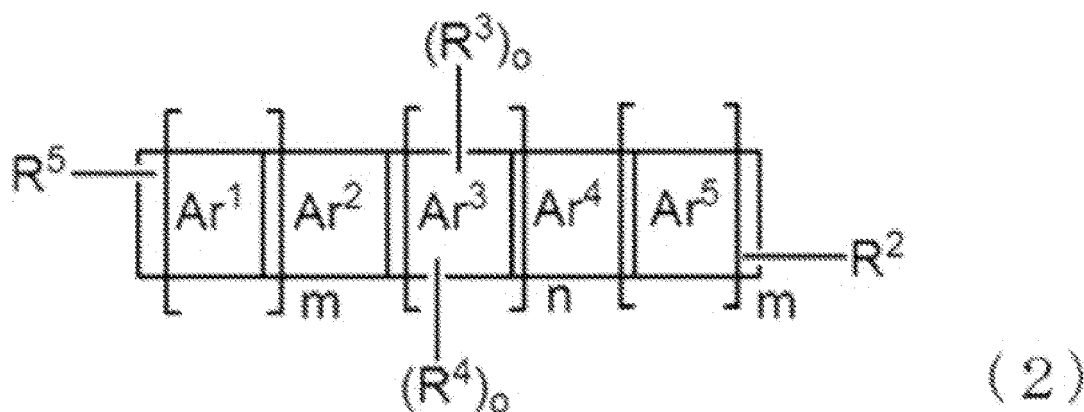 (R³)ₒ
R⁵
Ar¹ Ar² Ar³ Ar⁴ Ar⁵
R²
m n m
(R⁴)ₒ
(2)